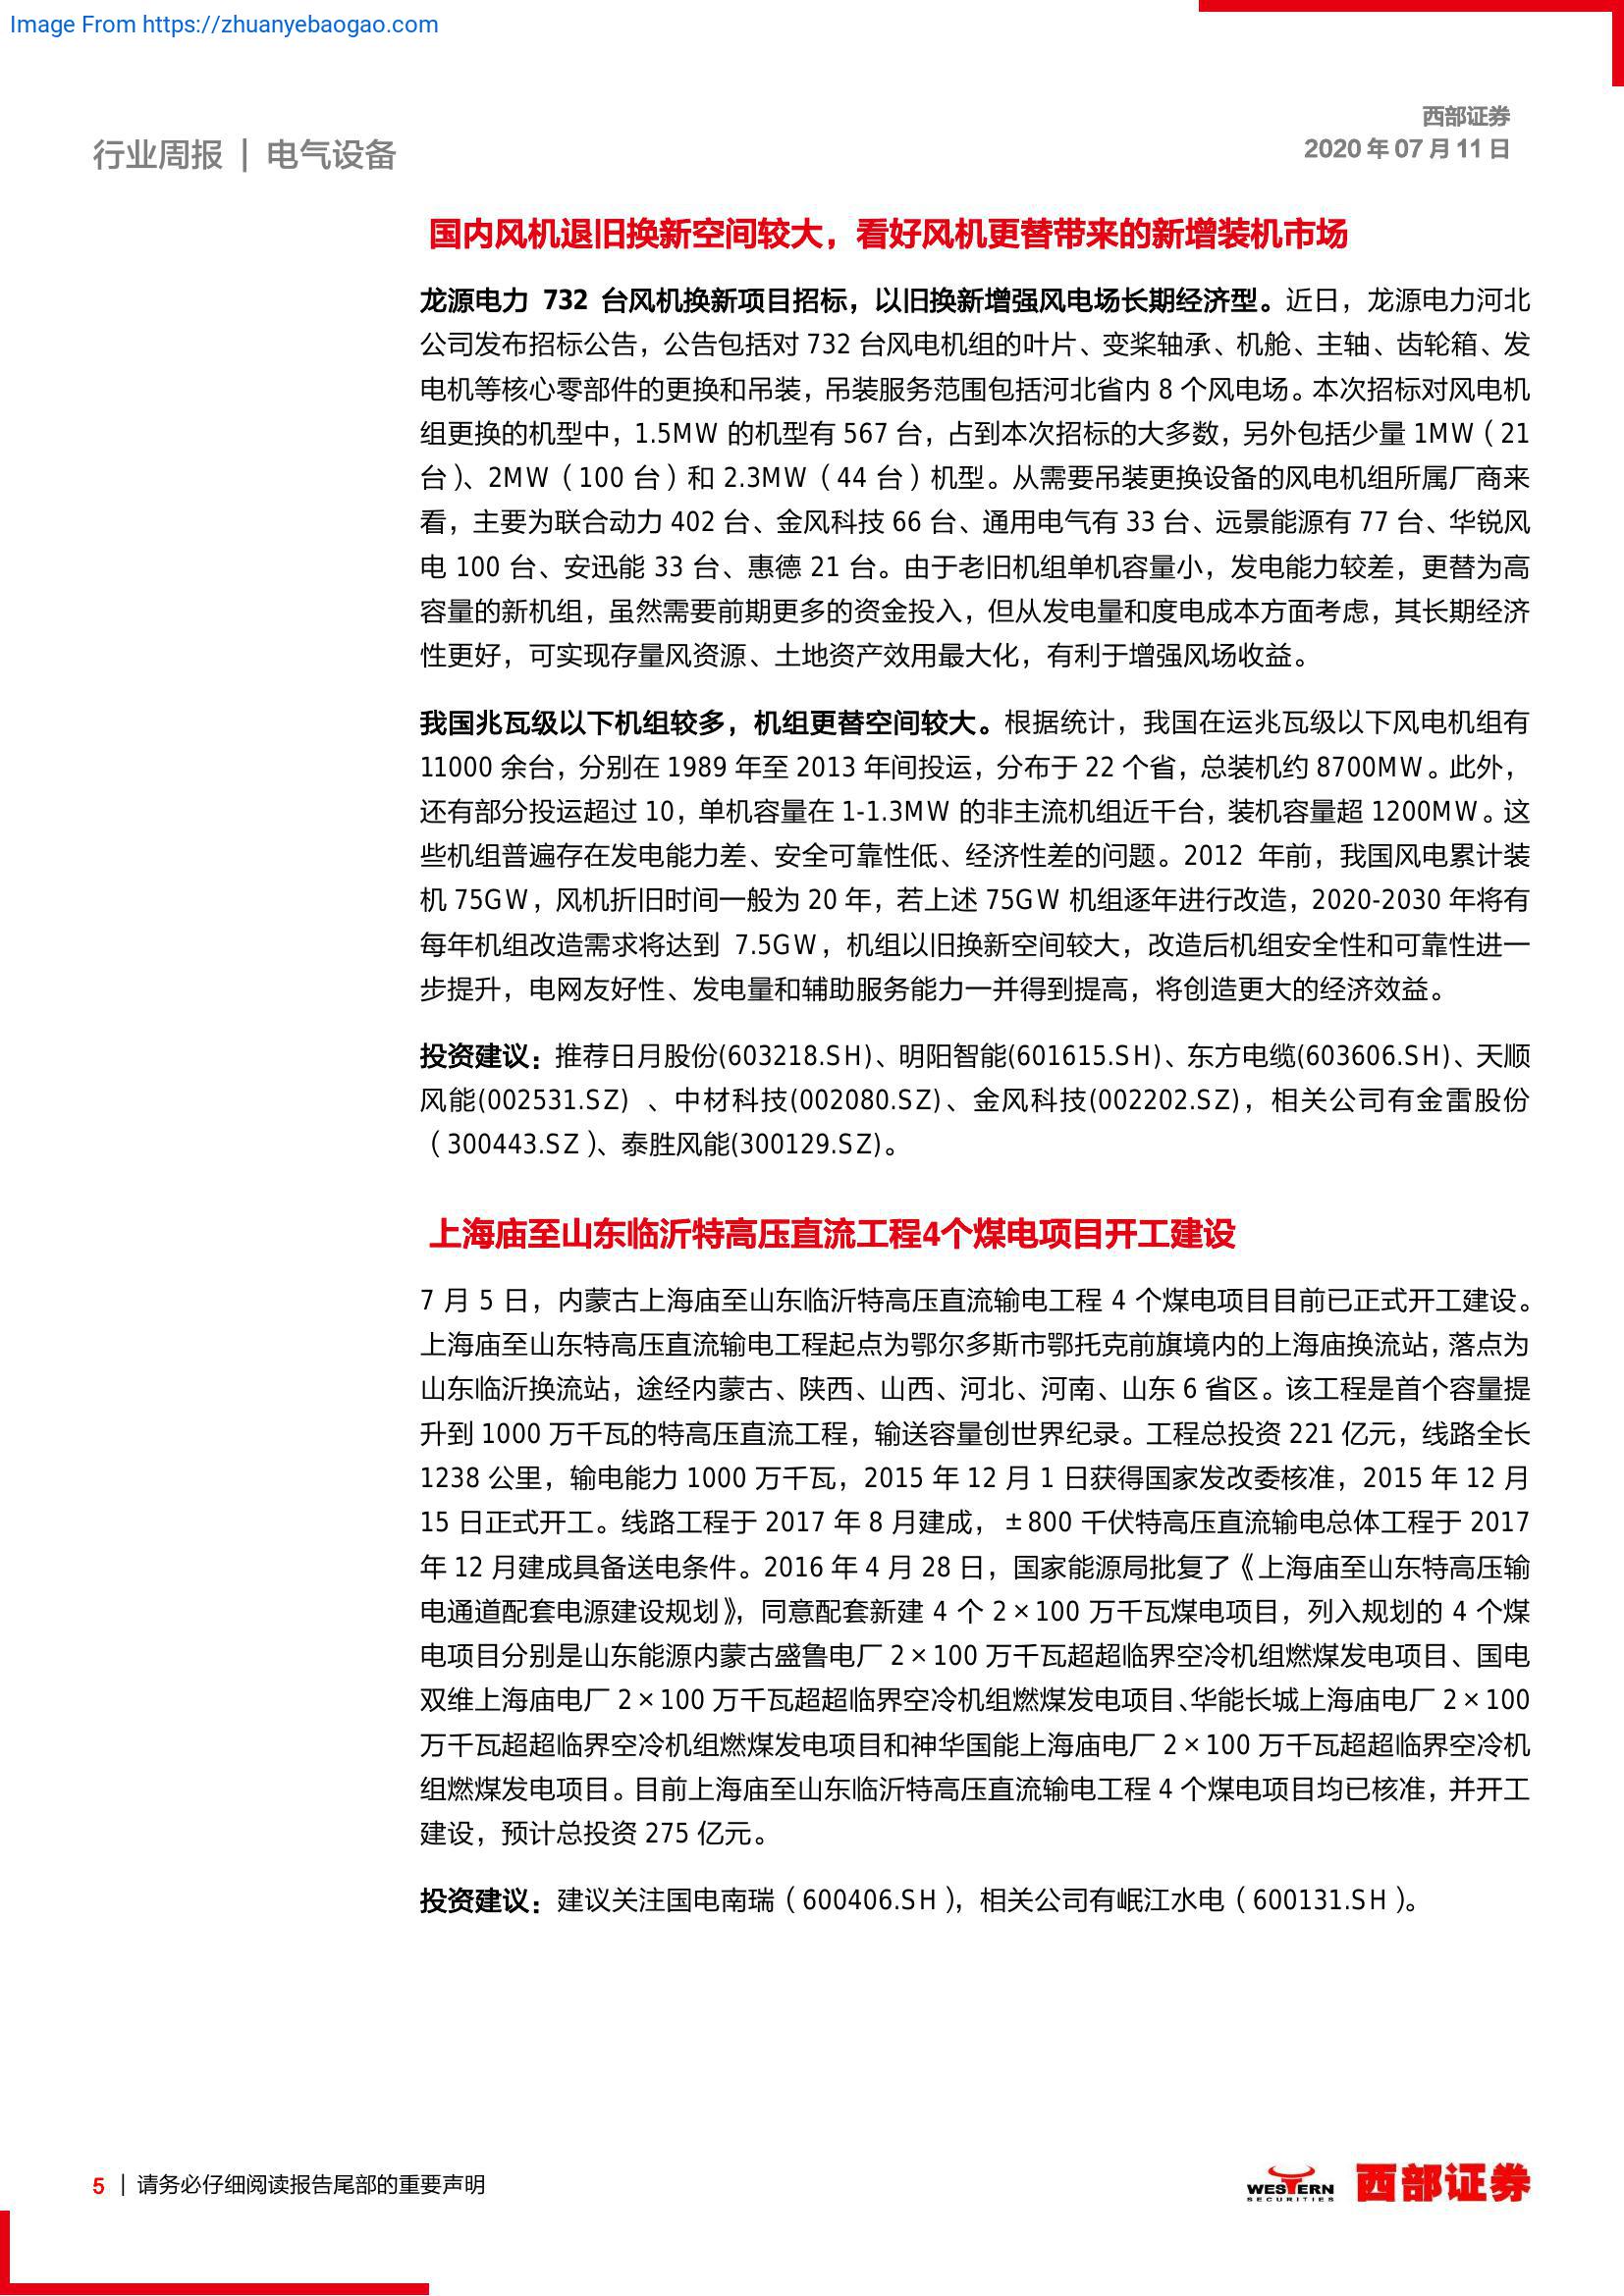 Image From https://zhuanyebaogao.com
西部证券
2020 年 07 月 11 日
行业周报 | 电气设备
国内风机退旧换新空间较大，看好风机更替带来的新增装机市场
龙源电力 732 台风机换新项目招标，以旧换新增强风电场长期经济型。近日，龙源电力河北
公司发布招标公告，公告包括对 732 台风电机组的叶片、变桨轴承、机舱、主轴、齿轮箱、发
电机等核心零部件的更换和吊装，吊装服务范围包括河北省内 8 个风电场。本次招标对风电机
组更换的机型中，1.5MW 的机型有 567 台，占到本次招标的大多数，另外包括少量 1MW（21
台）、2MW（100 台）和 2.3MW（44 台）机型。从需要吊装更换设备的风电机组所属厂商来
看，主要为联合动力 402 台、金风科技 66 台、通用电气有 33 台、远景能源有 77 台、华锐风
电 100 台、安迅能 33 台、惠德 21 台。由于老旧机组单机容量小，发电能力较差，更替为高
容量的新机组，虽然需要前期更多的资金投入，但从发电量和度电成本方面考虑，其长期经济
性更好，可实现存量风资源、土地资产效用最大化，有利于增强风场收益。
我国兆瓦级以下机组较多，机组更替空间较大。根据统计，我国在运兆瓦级以下风电机组有
11000 余台，分别在 1989 年至 2013 年间投运，分布于 22 个省，总装机约 8700MW。此外，
还有部分投运超过 10，单机容量在 1-1.3MW 的非主流机组近千台，装机容量超 1200MW。这
些机组普遍存在发电能力差、安全可靠性低、经济性差的问题。2012 年前，我国风电累计装
机 75GW，风机折旧时间一般为 20 年，若上述 75GW 机组逐年进行改造，2020-2030 年将有
每年机组改造需求将达到 7.5GW，机组以旧换新空间较大，改造后机组安全性和可靠性进一
步提升，电网友好性、发电量和辅助服务能力一并得到提高，将创造更大的经济效益。
投资建议：推荐日月股份(603218.SH)、明阳智能(601615.SH)、东方电缆(603606.SH)、天顺
风能(002531.SZ) 、中材科技(002080.SZ)、金风科技(002202.SZ)，相关公司有金雷股份
（300443.SZ）、泰胜风能(300129.SZ)。
上海庙至山东临沂特高压直流工程4个煤电项目开工建设
7 月 5 日，内蒙古上海庙至山东临沂特高压直流输电工程 4 个煤电项目目前已正式开工建设。
上海庙至山东特高压直流输电工程起点为鄂尔多斯市鄂托克前旗境内的上海庙换流站，落点为
山东临沂换流站，途经内蒙古、陕西、山西、河北、河南、山东 6 省区。该工程是首个容量提
升到 1000 万千瓦的特高压直流工程，输送容量创世界纪录。工程总投资 221 亿元，线路全长
1238 公里，输电能力 1000 万千瓦，2015 年 12 月 1 日获得国家发改委核准，2015 年 12 月
15 日正式开工。线路工程于 2017 年 8 月建成，±800 千伏特高压直流输电总体工程于 2017
年 12 月建成具备送电条件。2016 年 4 月 28 日，国家能源局批复了《上海庙至山东特高压输
电通道配套电源建设规划》，同意配套新建 4 个 2×100 万千瓦煤电项目，列入规划的 4 个煤
电项目分别是山东能源内蒙古盛鲁电厂 2×100 万千瓦超超临界空冷机组燃煤发电项目、国电
双维上海庙电厂 2×100 万千瓦超超临界空冷机组燃煤发电项目、华能长城上海庙电厂 2×100
万千瓦超超临界空冷机组燃煤发电项目和神华国能上海庙电厂 2×100 万千瓦超超临界空冷机
组燃煤发电项目。目前上海庙至山东临沂特高压直流输电工程 4 个煤电项目均已核准，并开工
建设，预计总投资 275 亿元。
投资建议：建议关注国电南瑞（600406.SH），相关公司有岷江水电（600131.SH）。
5 | 请务必仔细阅读报告尾部的重要声明
WESTERN
SECURITIES
西部证券